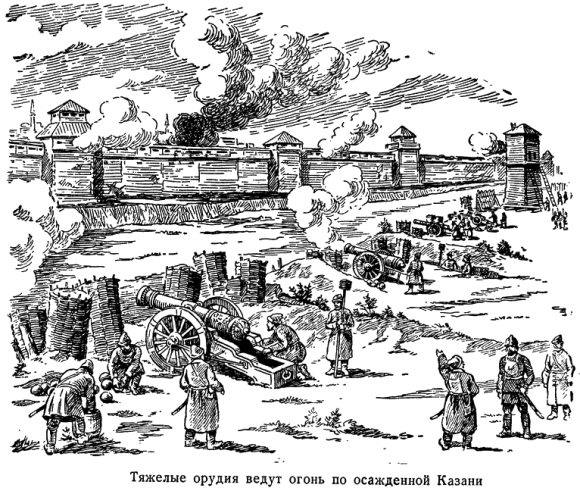 Тяжелые орудия ведут огонь по осажденной Казани